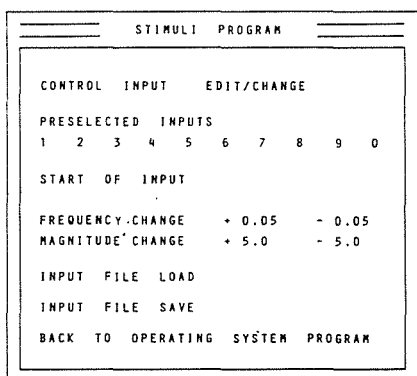 STIMULI PROGRAM
CONTROL INPUT EDIT/CHANGE
PRESELECTED INPUTS
1 2 3 4 5 6 7 8 9 0
START OF INPUT
FREQUENCY CHANGE + 0.05 - 0.05
MAGNITUDE CHANGE + 5.0 - 5.0
INPUT FILE LOAD
INPUT FILE SAVE
BACK TO OPERATING SYSTEM PROGRAM